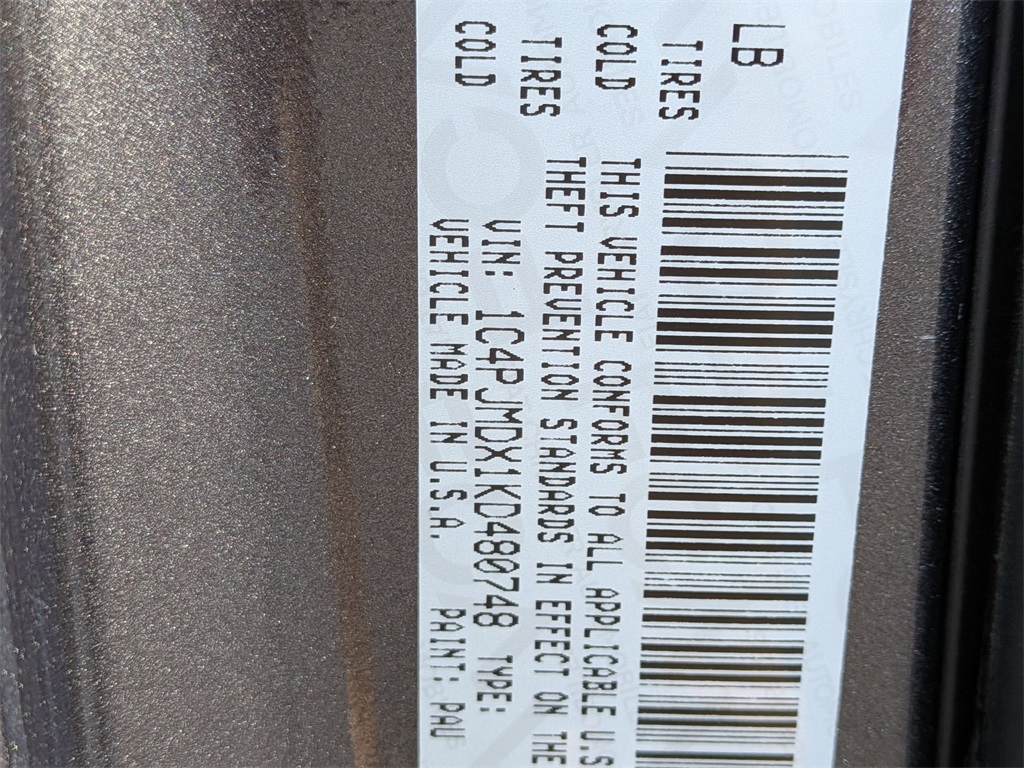 LB
TIRES
COLD
TIRES
COLD
THIS VEHICLE CONFORMS TO ALL APPLICABLE U.S
THEFT PREVENTION STANDARDS IN EFFECT ON THE
VIN: 1C4PJMDX1KD480748 TYPE:
VEHICLE MADE IN U.S.A. PAINT: PAU